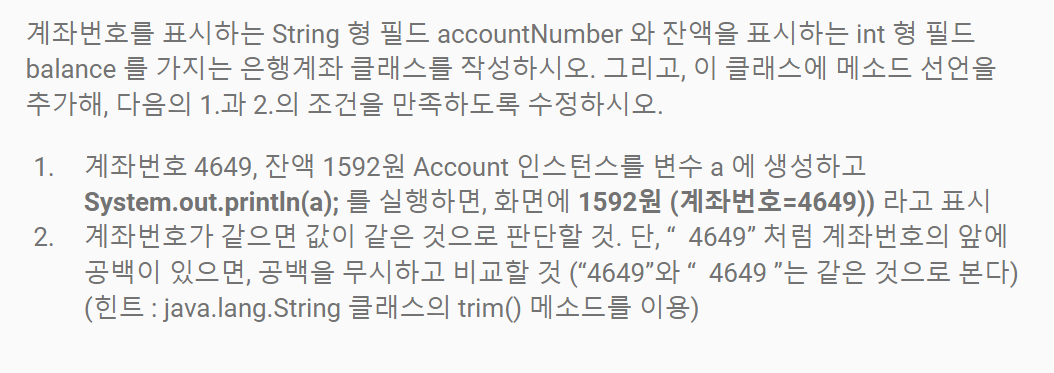 계좌번호를 표시하는 String 형 필드 accountNumber 와 잔액을 표시하는 int 형 필드
balance 를 가지는 은행계좌 클래스를 작성하시오. 그리고, 이 클래스에 메소드 선언을
추가해, 다음의 1.과 2.의 조건을 만족하도록 수정하시오.
1. 계좌번호 4649, 잔액 1592원 Account 인스턴스를 변수 a 에 생성하고
System.out.println(a); 를 실행하면, 화면에 1592원 (계좌번호=4649)) 라고 표시
2. 계좌번호가 같으면 값이 같은 것으로 판단할 것. 단, “ 4649” 처럼 계좌번호의 앞에
공백이 있으면, 공백을 무시하고 비교할 것 (“4649”와 “ 4649 ”는 같은 것으로 본다)
(힌트 : java.lang.String 클래스의 trim() 메소드를 이용)